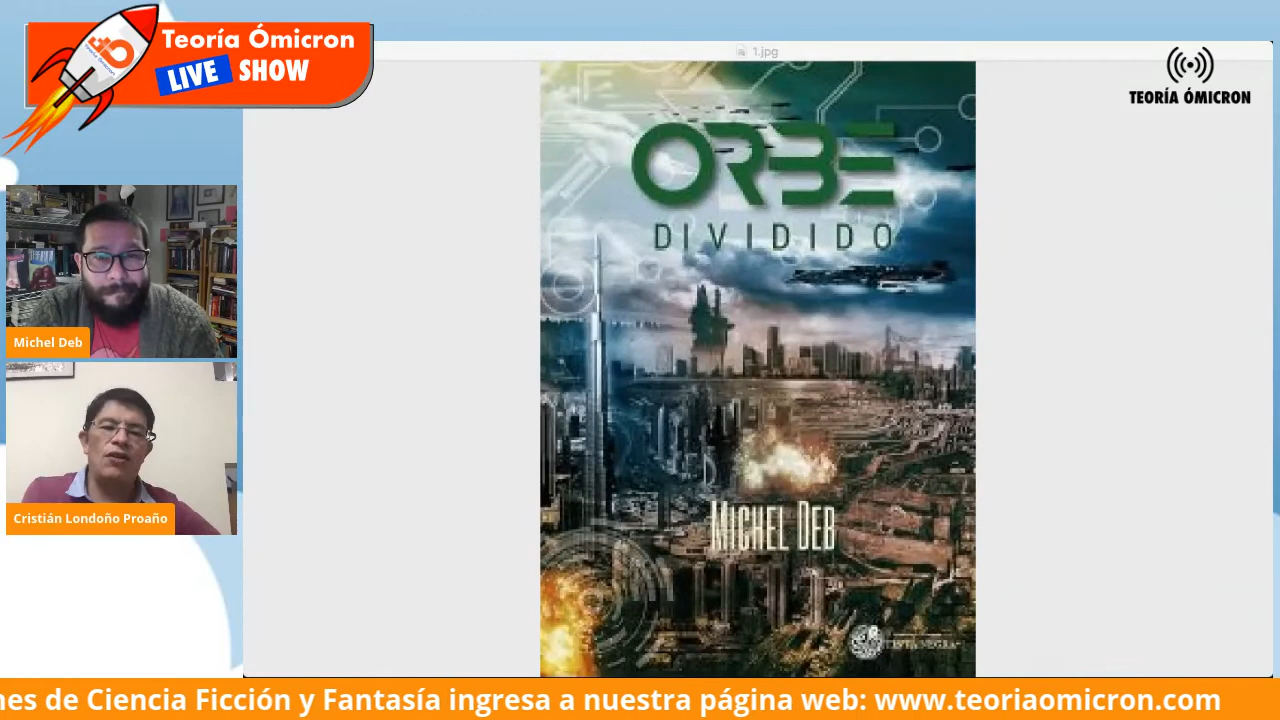 Teoría Ómicron
LIVE SHOW
1.jpg
TEORÍA ÓMICRON
ORBE
DIVIDIDO
Michel Deb
Cristián Londoño Proaño
MICHEL DEB
nes de Ciencia Ficción y Fantasía ingresa a nuestra página web: www.teoriaomicron.com